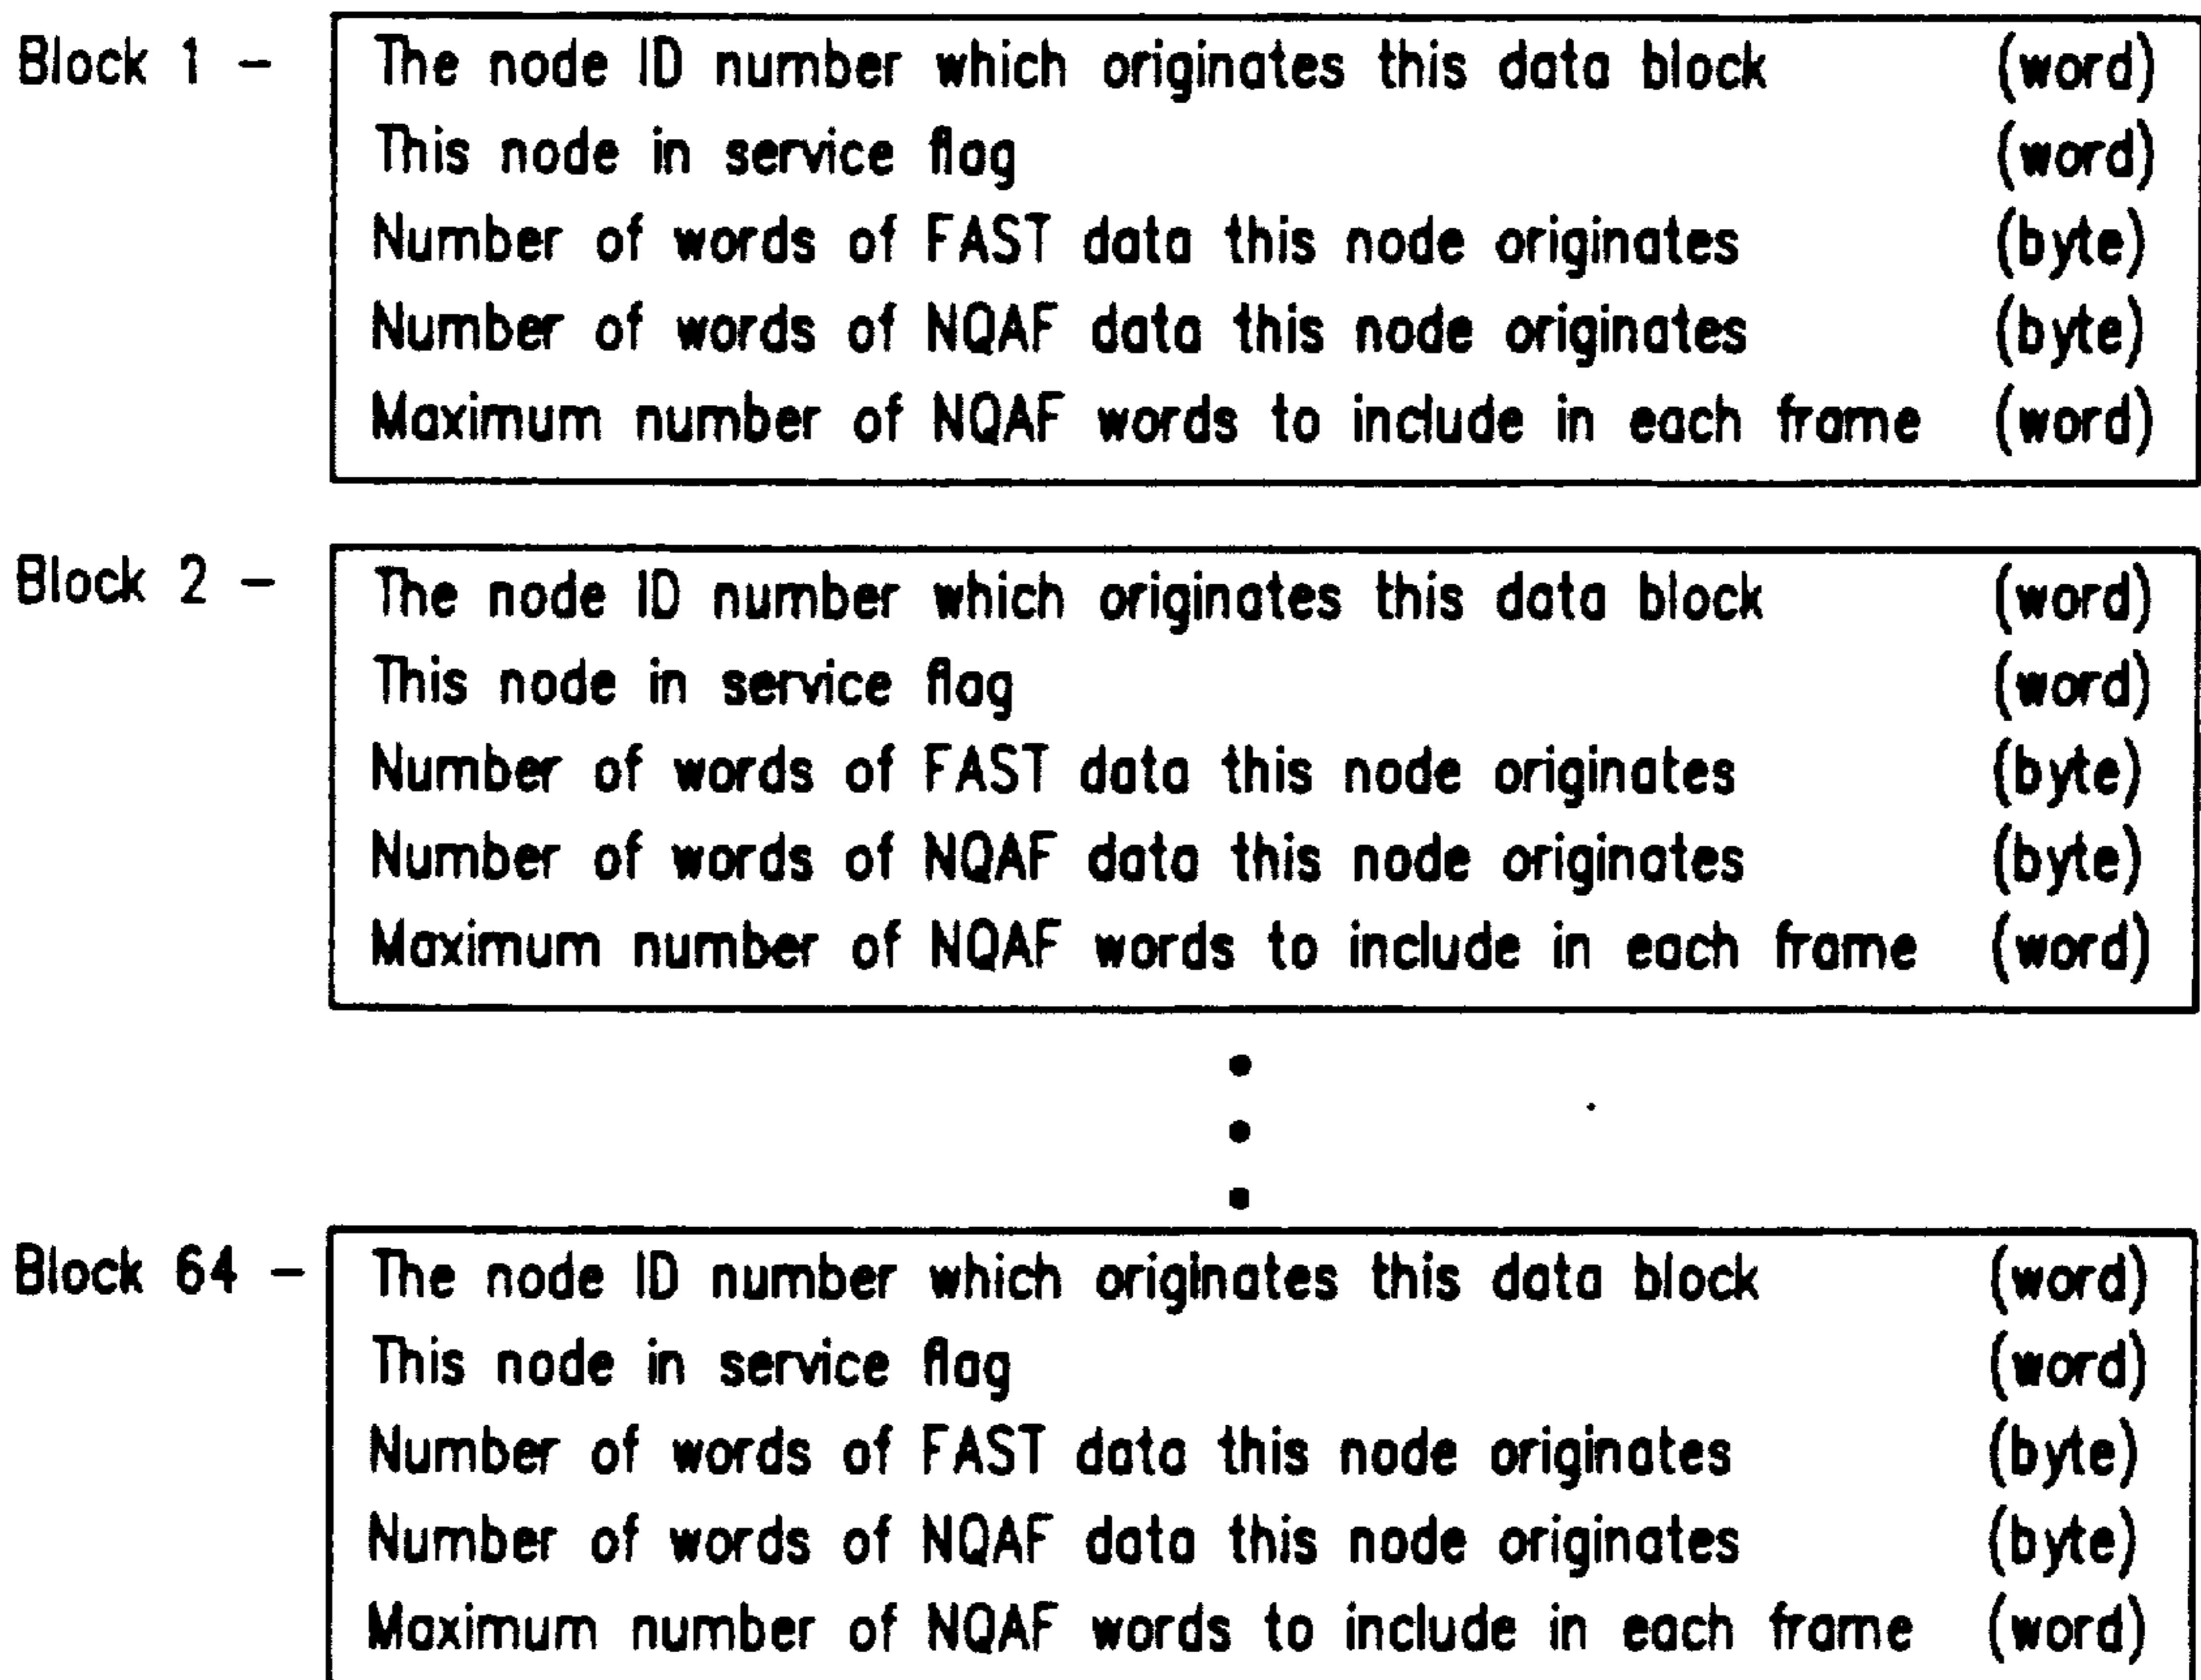 Block 1 - The node ID number which originates this data block (word)
This node in service flag (word)
Number of words of FAST data this node originates (byte)
Number of words of NQAF data this node originates (byte)
Maximum number of NQAF words to include in each frame (word)
Block 2 - The node ID number which originates this data block (word)
This node in service flag (word)
Number of words of FAST data this node originates (byte)
Number of words of NQAF data this node originates (byte)
Maximum number of NQAF words to include in each frame (word)
Block 64 - The node ID number which originates this data block (word)
This node in service flag (word)
Number of words of FAST data this node originates (byte)
Number of words of NQAF data this node originates (byte)
Maximum number of NQAF words to include in each frame (word)